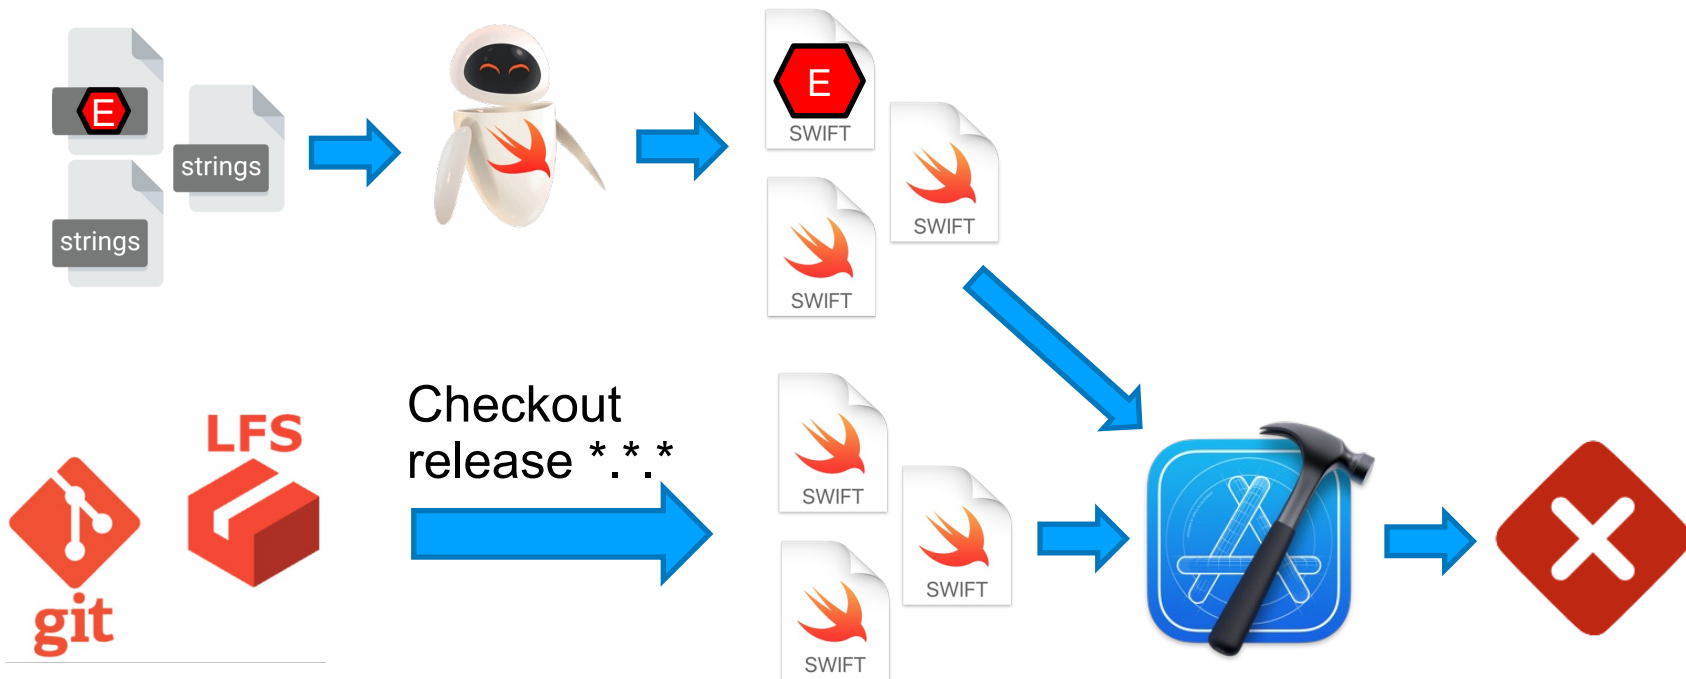 E
strings
strings
E
SWIFT
SWIFT
SWIFT
LFS
git
Checkout
release *.*.*
SWIFT
SWIFT
SWIFT